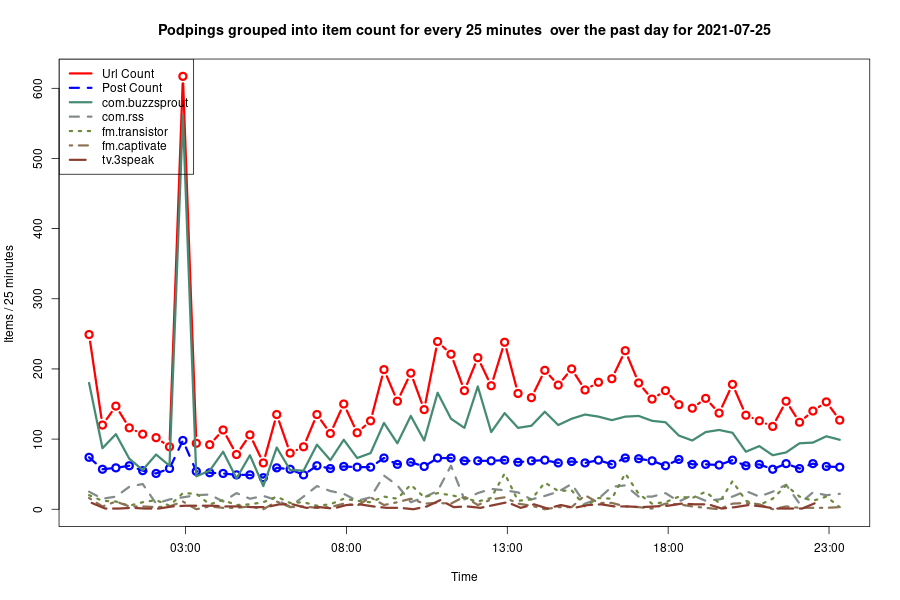 Podpings grouped into item count for every 25 minutes  over the past day for 2021-07-25
Url Count
Post Count
com.buzzsprout
com.rss
fm.transistor
fm.captivate
tv.3speak
Items / 25 minutes
600
500
400
300
200
100
0
03:00
08:00
13:00
18:00
23:00
Time